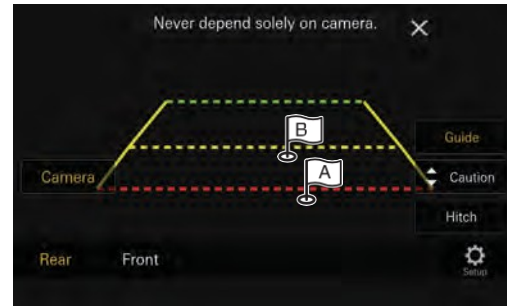 Never depend solely on camera. ×
B
Guide
A
Camera
Caution
Hitch
Rear Front
Setup